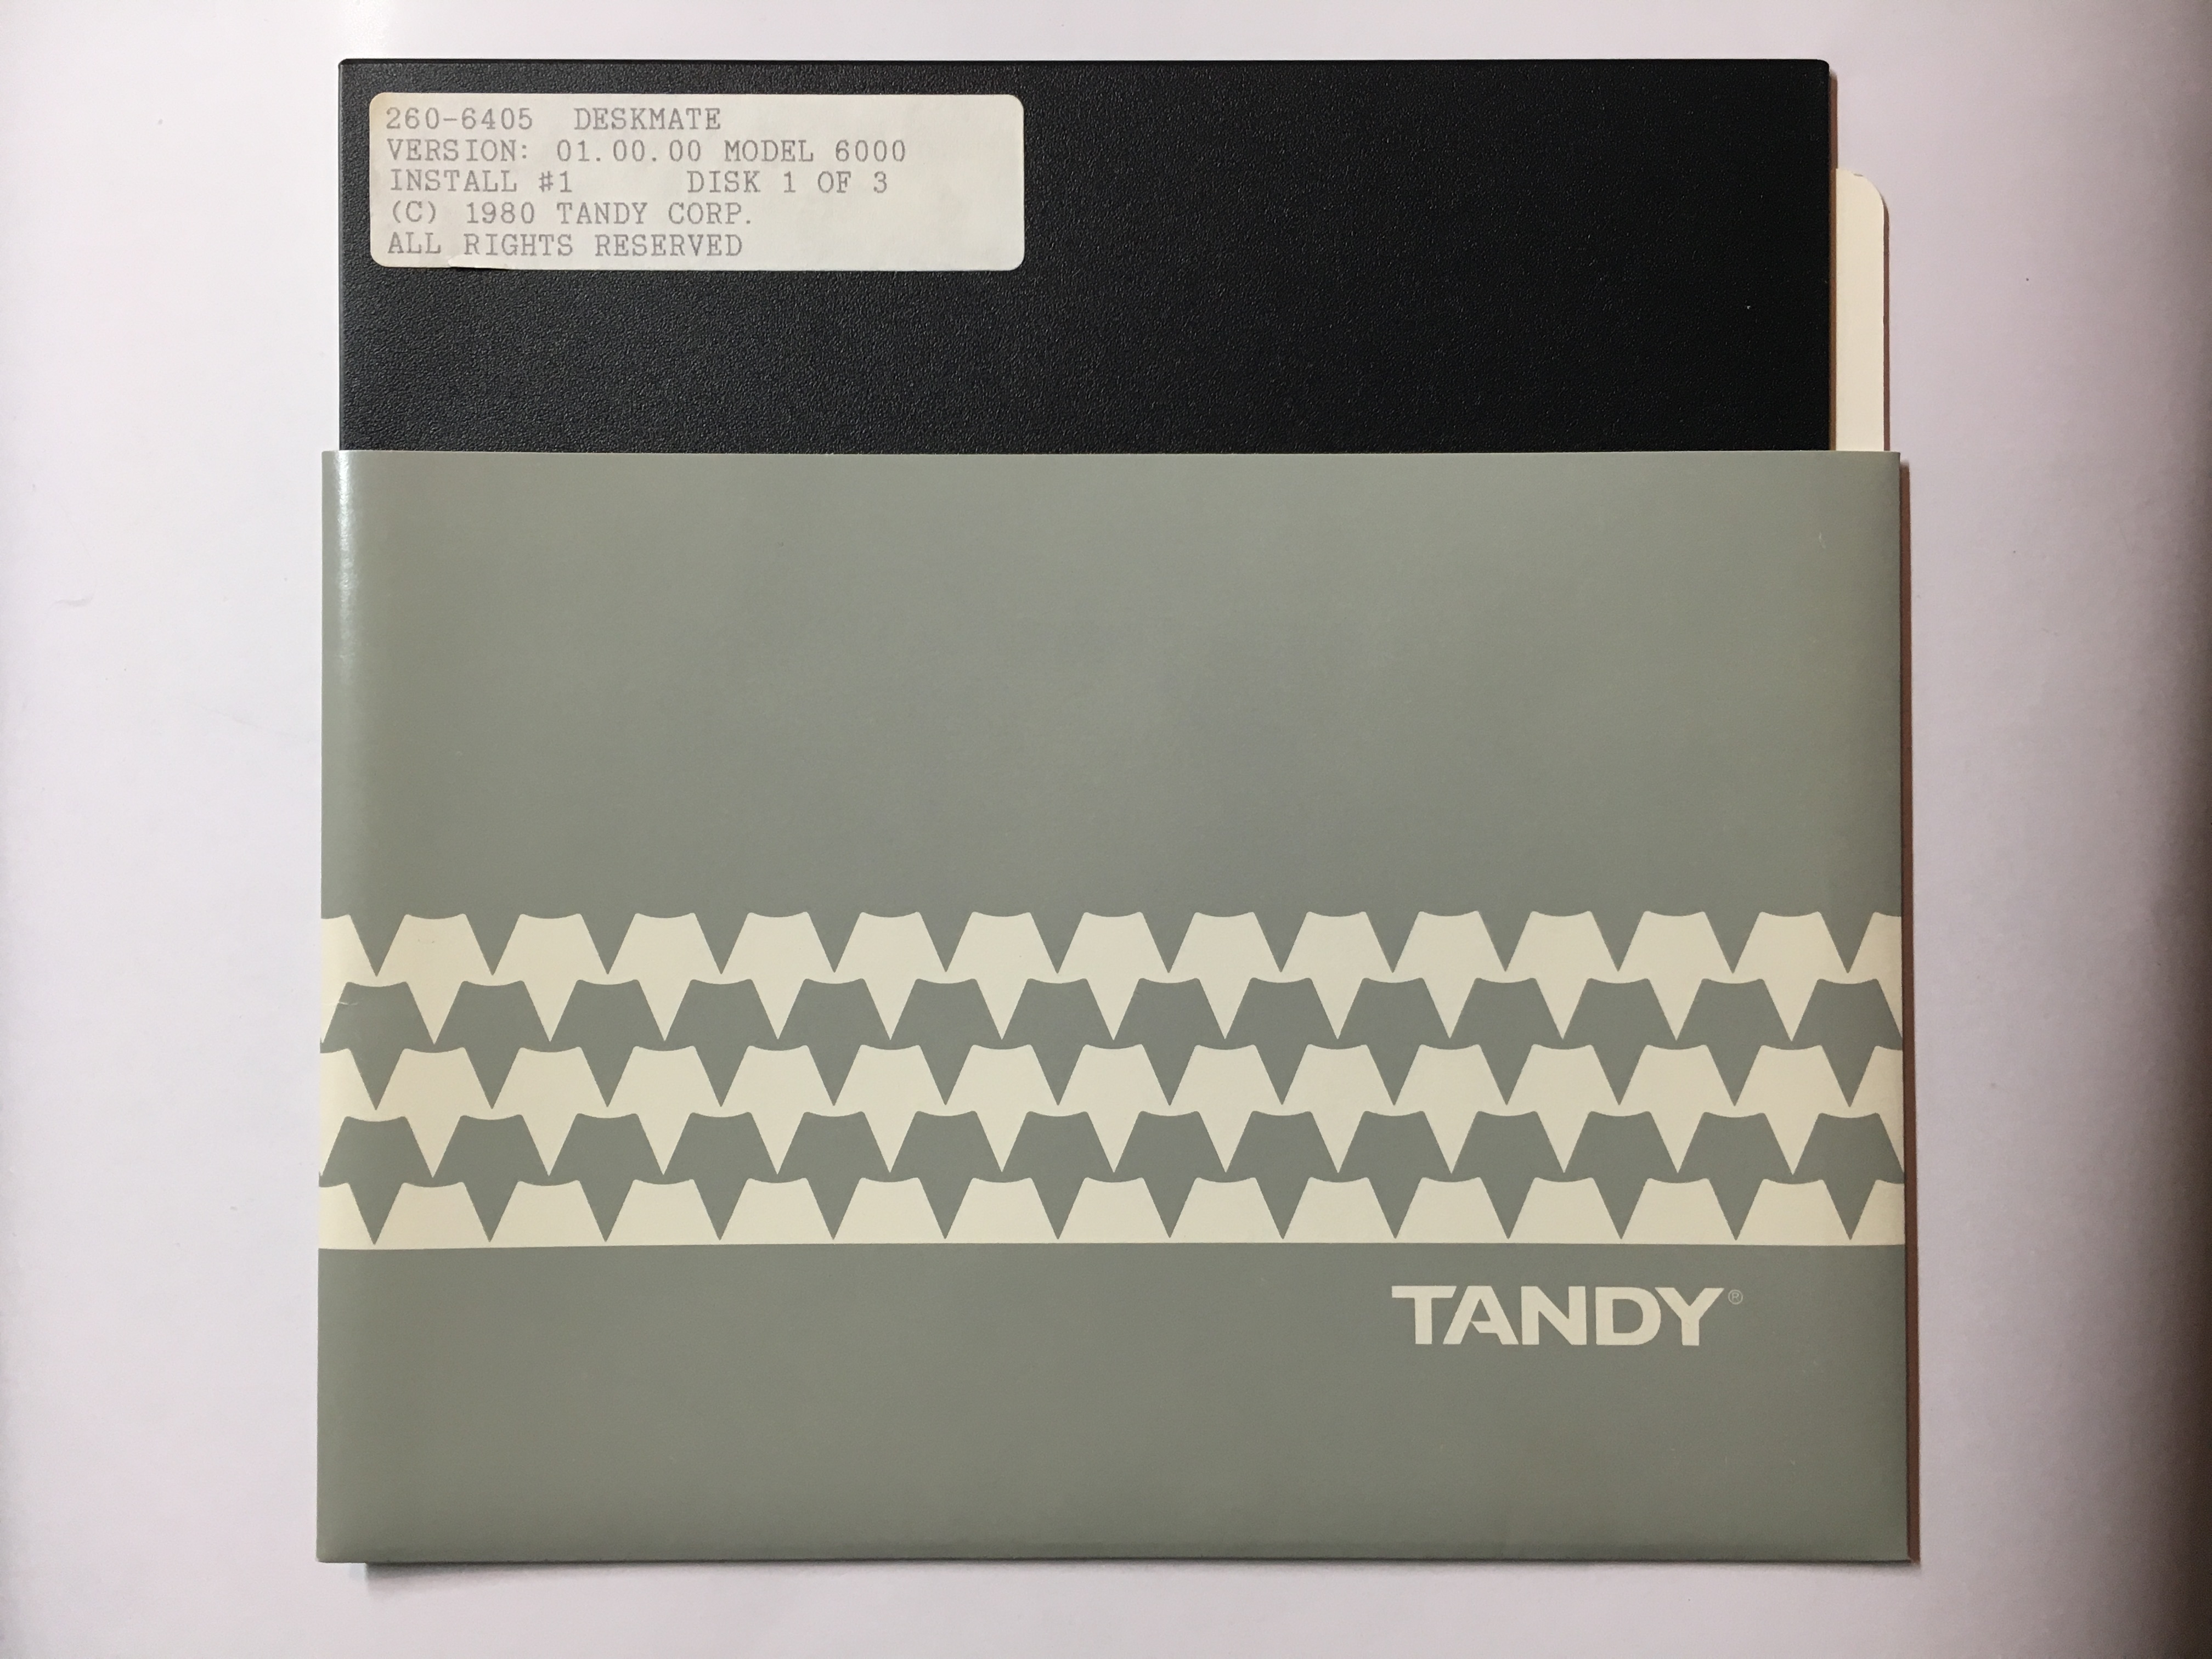 260-6405 DESKMATE
VERSION: 01.00.00 MODEL 6000
INSTALL #1 DISK 1 OF 3
(C) 1980 TANDY CORP.
ALL RIGHTS RESERVED
TANDY®